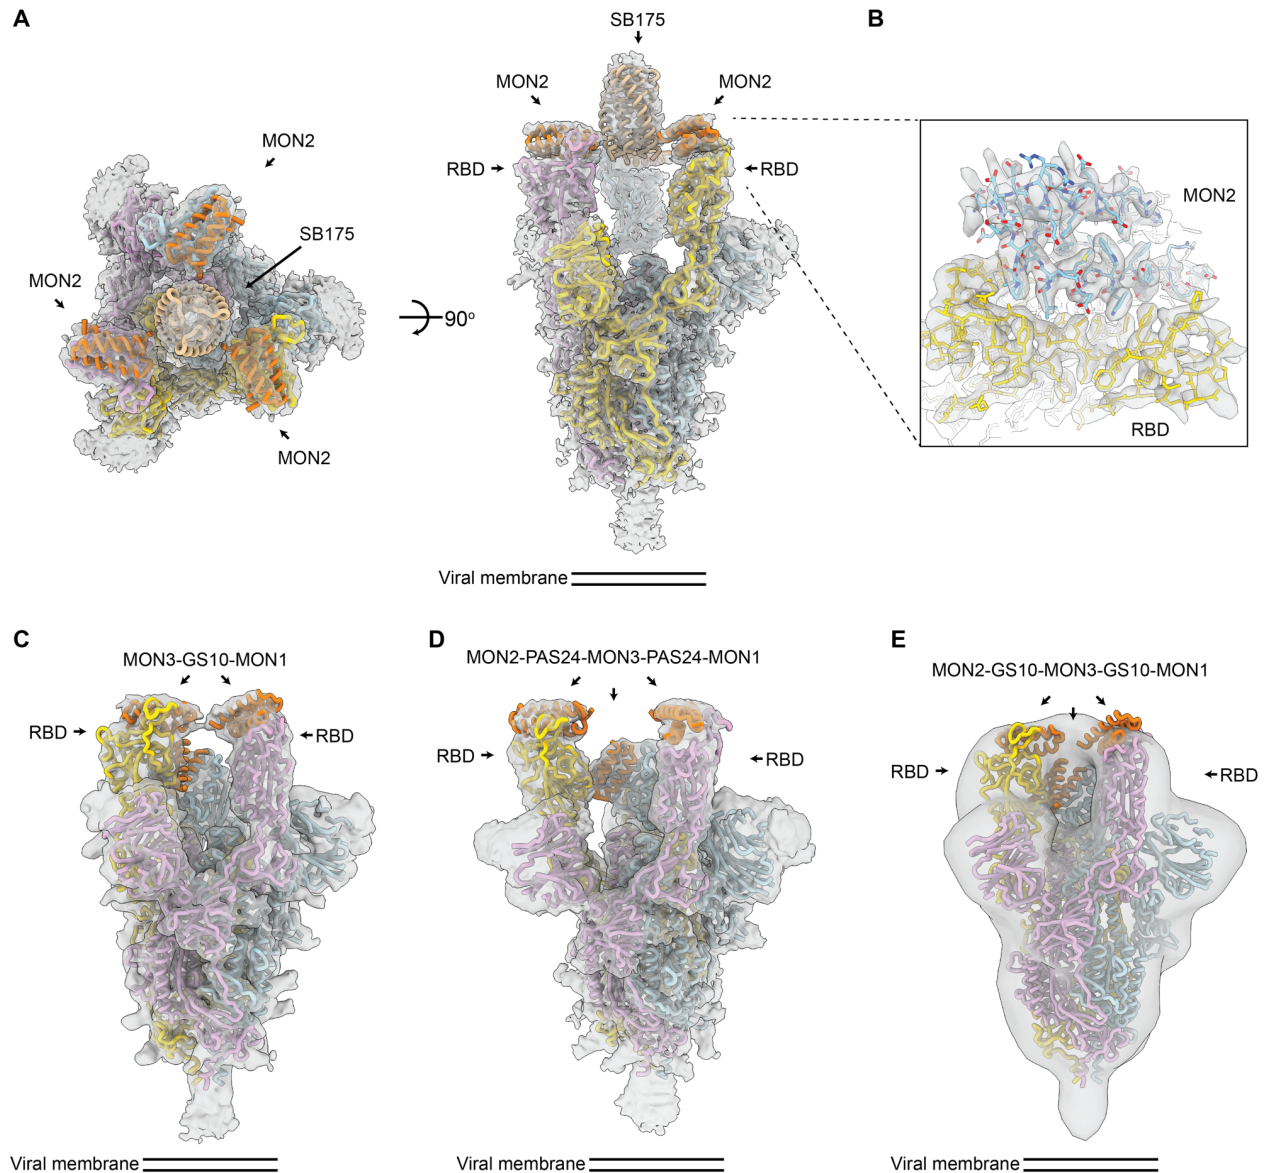 A
SB175
B
MON2
MON2
MON2
MON2
RBD
RBD
SB175
MON2
90°
RBD
MON2
Viral membrane
C
D
E
MON3-GS10-MON1
MON2-PAS24-MON3-PAS24-MON1
MON2-GS10-MON3-GS10-MON1
RBD
RBD
RBD
RBD
RBD
RBD
Viral membrane
Viral membrane
Viral membrane